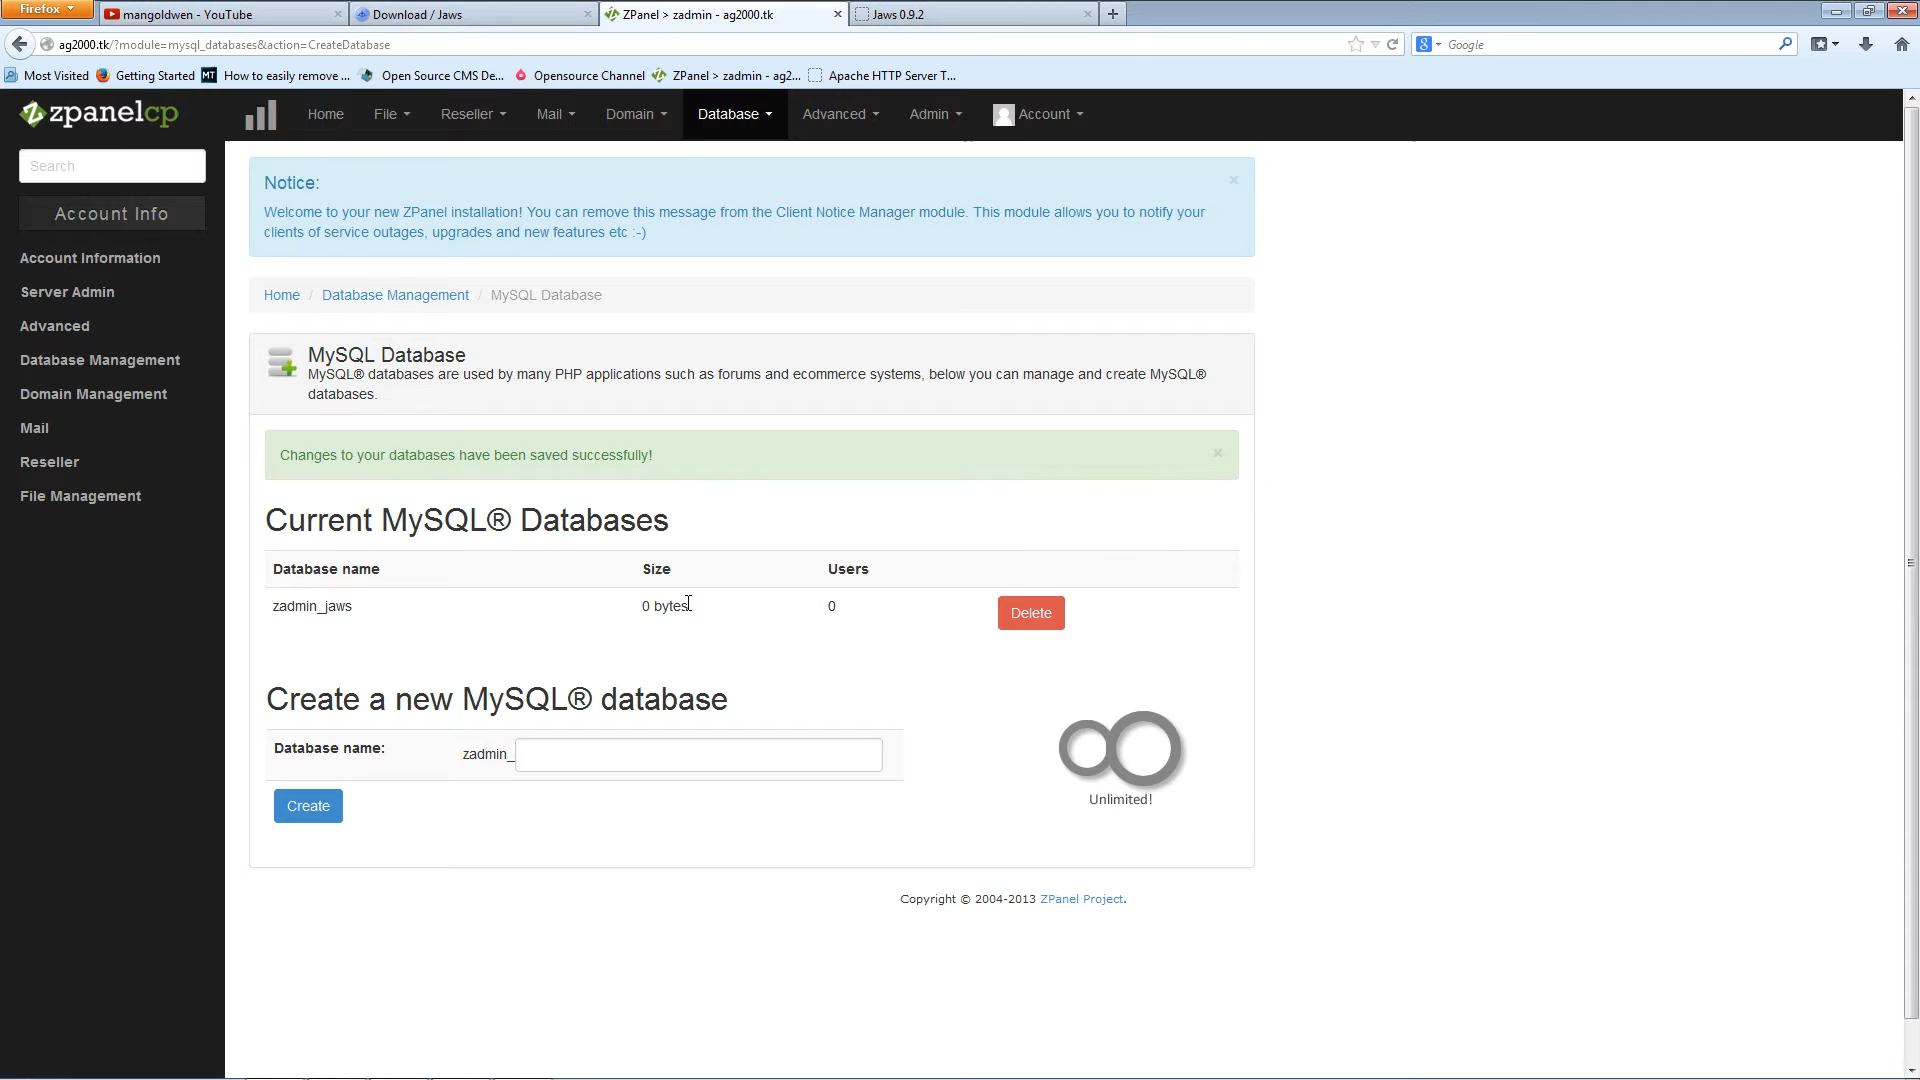 Firefox
mangoldwen - YouTube
Download / Jaws
ZPanel > zadmin - ag2000.tk
Jaws 0.9.2
ag2000.tk/?module=mysql_databases&action=CreateDatabase
Google
Most Visited
Getting Started
How to easily remove ...
Open Source CMS De...
Opensource Channel
ZPanel > zadmin - ag2...
Apache HTTP Server T...
zpanelcp
Home
File
Reseller
Mail
Domain
Database
Advanced
Admin
Account
Search
Account Info
Account Information
Server Admin
Advanced
Database Management
Domain Management
Mail
Reseller
File Management
Notice:
Welcome to your new ZPanel installation! You can remove this message from the Client Notice Manager module. This module allows you to notify your
clients of service outages, upgrades and new features etc :-)
Home / Database Management / MySQL Database
MySQL Database
MySQL® databases are used by many PHP applications such as forums and ecommerce systems, below you can manage and create MySQL®
databases.
Changes to your databases have been saved successfully!
Current MySQL® Databases
Database name Size Users
zadmin_jaws 0 bytes 0 Delete
Create a new MySQL® database
Database name: zadmin_
Create
Unlimited!
Copyright © 2004-2013 ZPanel Project.